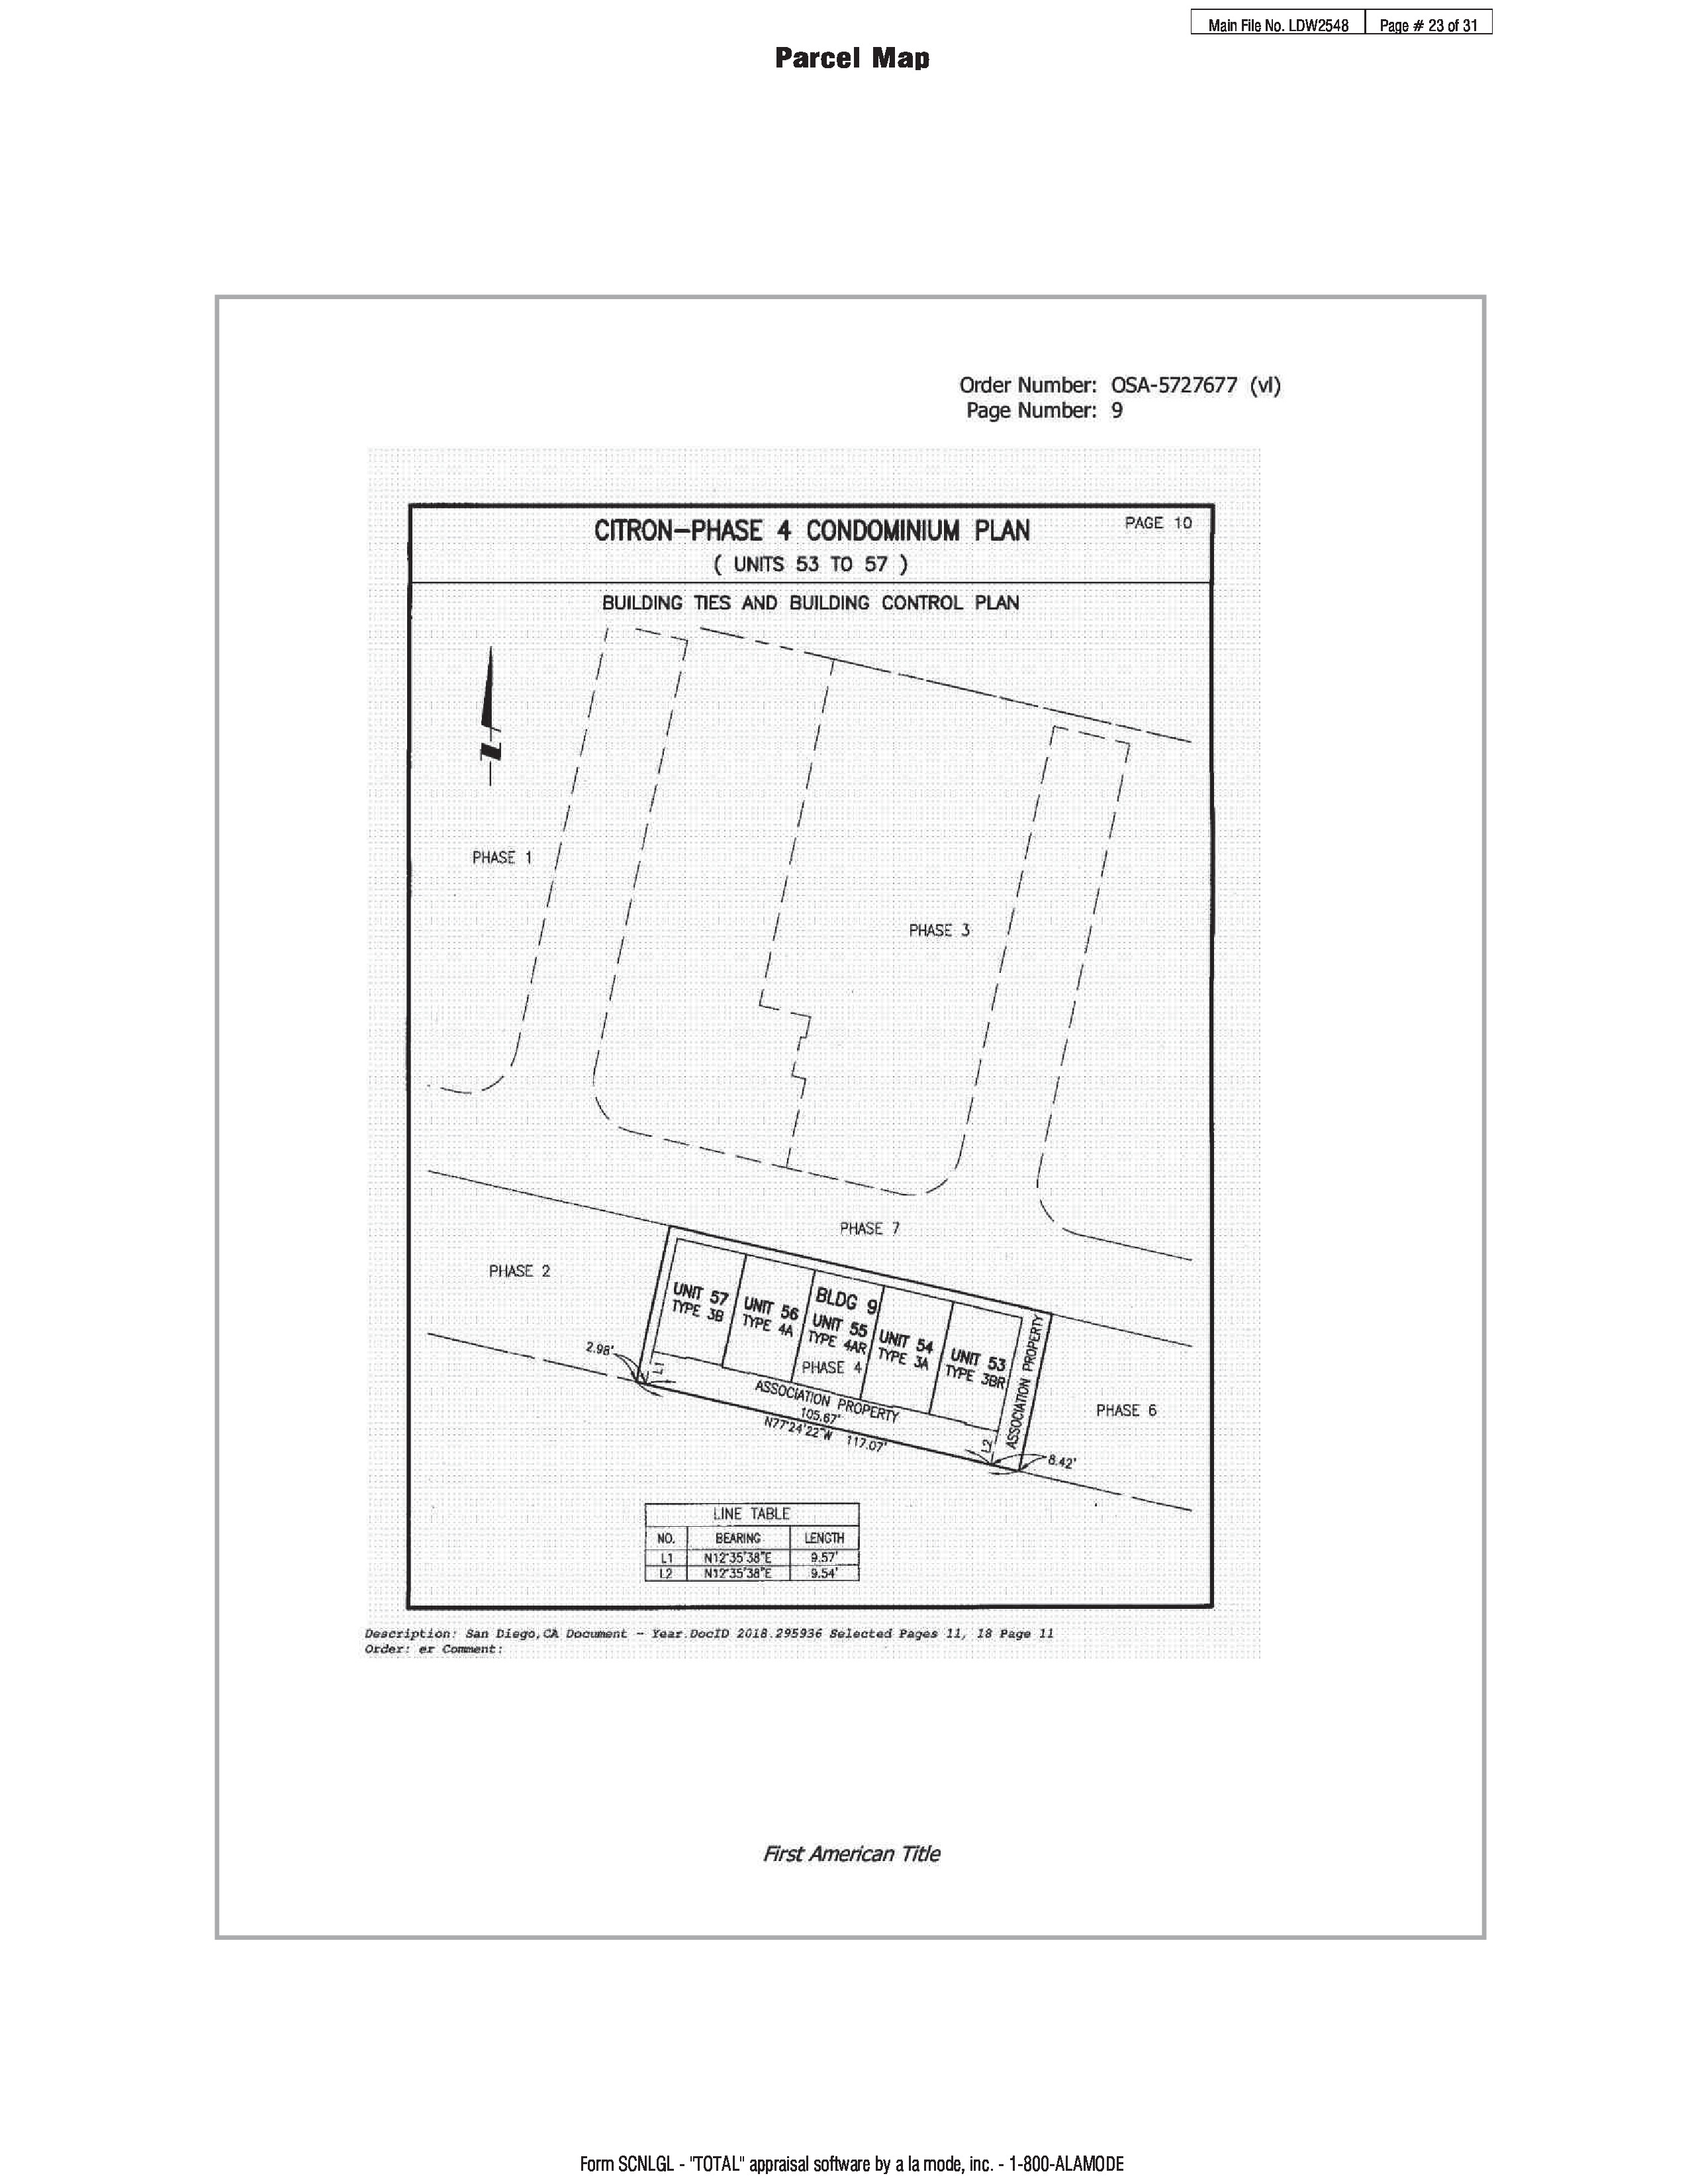 Main File No. LDW2548 Page # 23 of 31
Parcel Map
Order Number: OSA-5727677 (vl)
Page Number: 9
CITRON-PHASE 4 CONDOMINIUM PLAN
PAGE 10
( UNITS 53 TO 57 )
BUILDING TIES AND BUILDING CONTROL PLAN
N
PHASE 1
PHASE 3
PHASE 7
PHASE 2
UNIT 57
TYPE 3B
UNIT 56
TYPE 4A
BLDG 9
UNIT 55
TYPE 4AR
PHASE 4
UNIT 54
TYPE 3A
UNIT 53
TYPE 3BR
ASSOCIATION PROPERTY
2.98'
L1
ASSOCIATION PROPERTY
105.67'
N77°24'22"W 117.07'
L2
8.42'
PHASE 6
LINE TABLE
NO. BEARING LENGTH
L1 N12°35'38"E 9.57'
L2 N12°35'38"E 9.54'
Description: San Diego,CA Document - Year.DocID 2018.295936 Selected Pages 11, 18 Page 11
Order: er Comment:
First American Title
Form SCNLGL - "TOTAL" appraisal software by a la mode, inc. - 1-800-ALAMODE